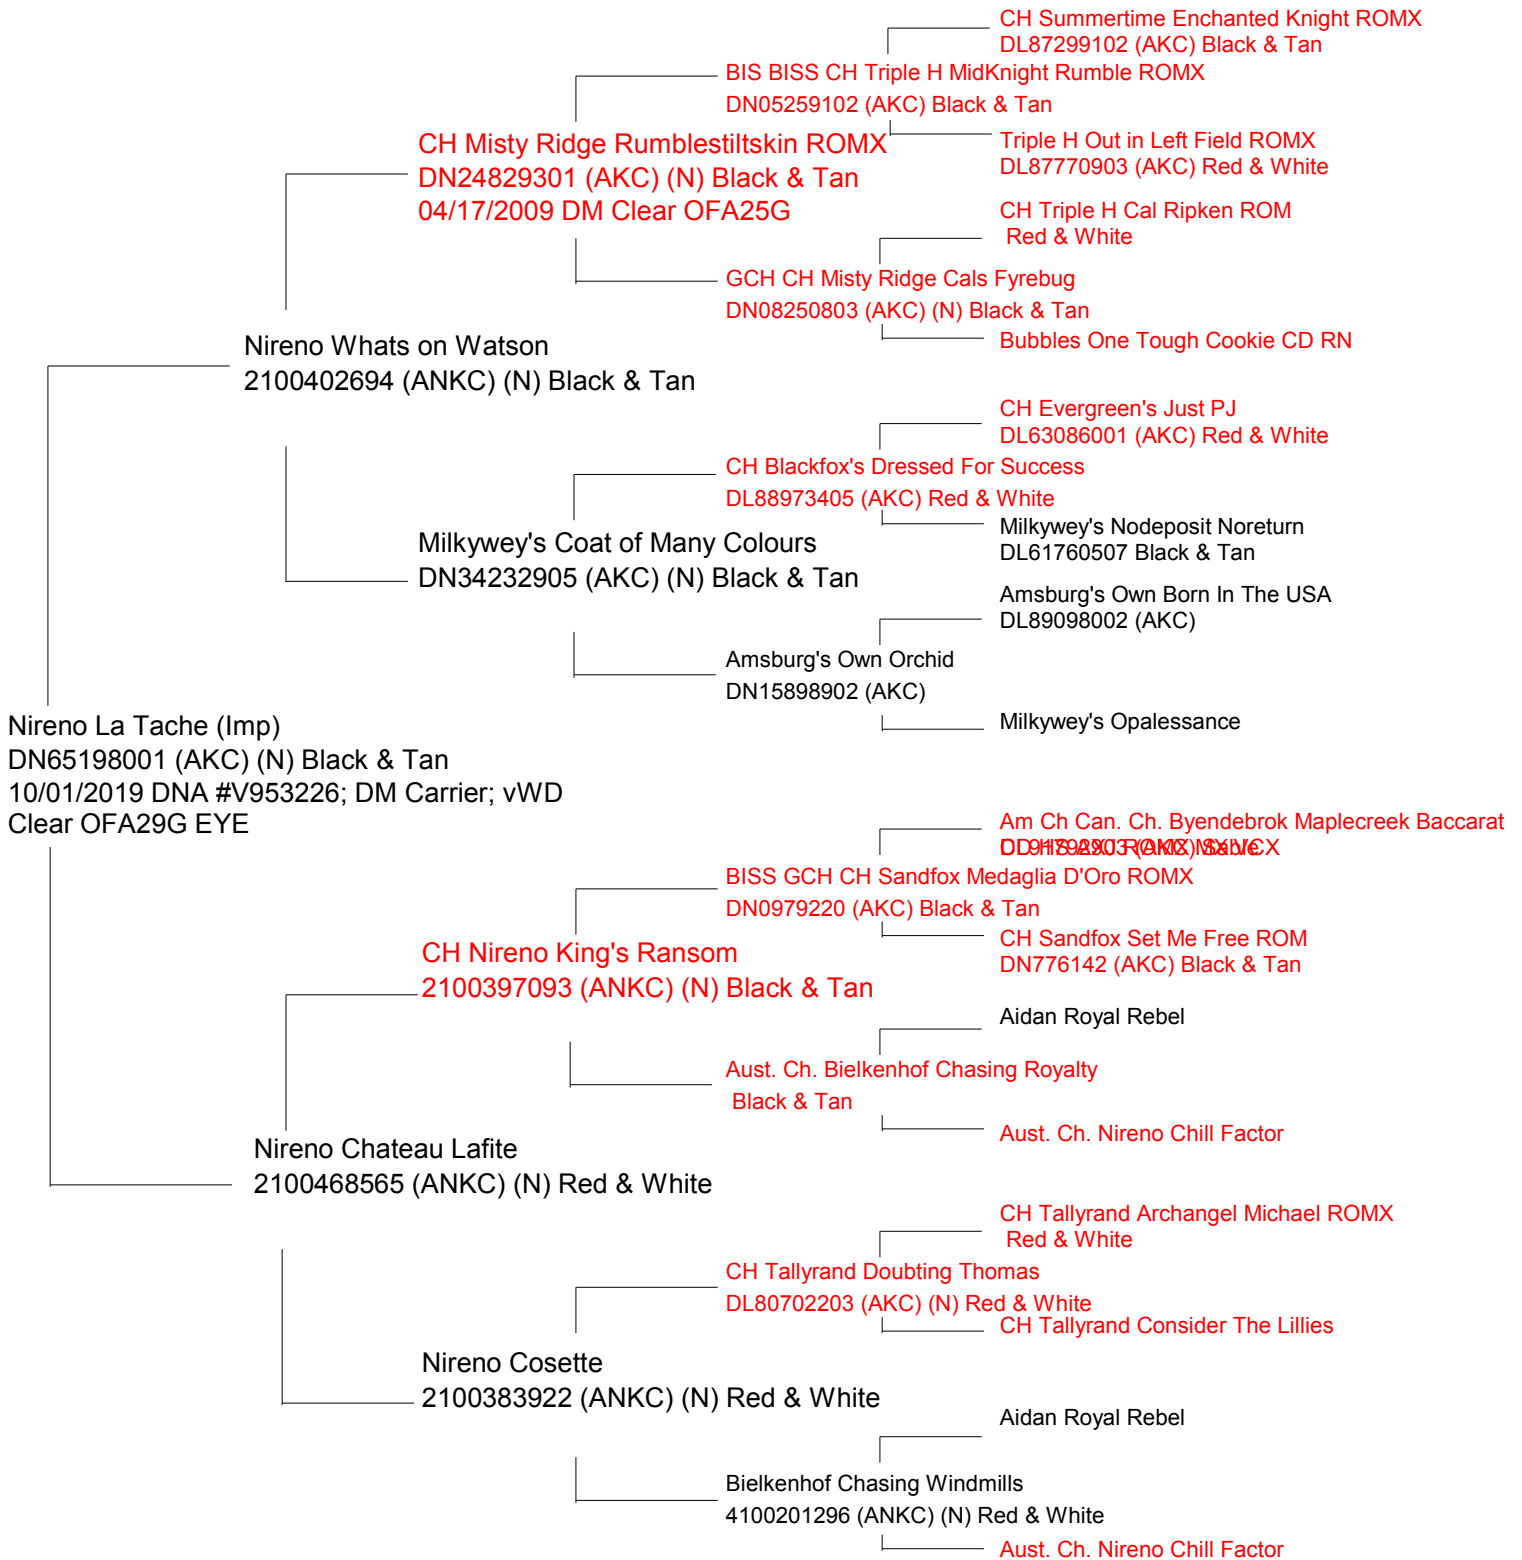 CH Summertime Enchanted Knight ROMX
DL87299102 (AKC) Black & Tan
BIS BISS CH Triple H MidKnight Rumble ROMX
DN05259102 (AKC) Black & Tan
CH Misty Ridge Rumblestiltskin ROMX
DN24829301 (AKC) (N) Black & Tan
04/17/2009 DM Clear OFA25G
Triple H Out in Left Field ROMX
DL87770903 (AKC) Red & White
CH Triple H Cal Ripken ROM
Red & White
GCH CH Misty Ridge Cals Fyrebug
DN08250803 (AKC) (N) Black & Tan
Bubbles One Tough Cookie CD RN
Nireno Whats on Watson
2100402694 (ANKC) (N) Black & Tan
CH Evergreen's Just PJ
DL63086001 (AKC) Red & White
CH Blackfox's Dressed For Success
DL88973405 (AKC) Red & White
Milkywey's Nodeposit Noreturn
DL61760507 Black & Tan
Milkywey's Coat of Many Colours
DN34232905 (AKC) (N) Black & Tan
Amsburg's Own Born In The USA
DL89098002 (AKC)
Amsburg's Own Orchid
DN15898902 (AKC)
Milkywey's Opalessance
Nireno La Tache (Imp)
DN65198001 (AKC) (N) Black & Tan
10/01/2019 DNA #V953226; DM Carrier; vWD
Clear OFA29G EYE
Am Ch Can. Ch. Byendebrok Maplecreek Baccarat
BISS GCH CH Sandfox Medaglia D'Oro ROMX
DN0979220 (AKC) Black & Tan
CH Sandfox Set Me Free ROM
DN776142 (AKC) Black & Tan
CH Nireno King's Ransom
2100397093 (ANKC) (N) Black & Tan
Aidan Royal Rebel
Aust. Ch. Bielkenhof Chasing Royalty
Black & Tan
Aust. Ch. Nireno Chill Factor
Nireno Chateau Lafite
2100468565 (ANKC) (N) Red & White
CH Tallyrand Archangel Michael ROMX
Red & White
CH Tallyrand Doubting Thomas
DL80702203 (AKC) (N) Red & White
CH Tallyrand Consider The Lillies
Nireno Cosette
2100383922 (ANKC) (N) Red & White
Aidan Royal Rebel
Bielkenhof Chasing Windmills
4100201296 (ANKC) (N) Red & White
Aust. Ch. Nireno Chill Factor